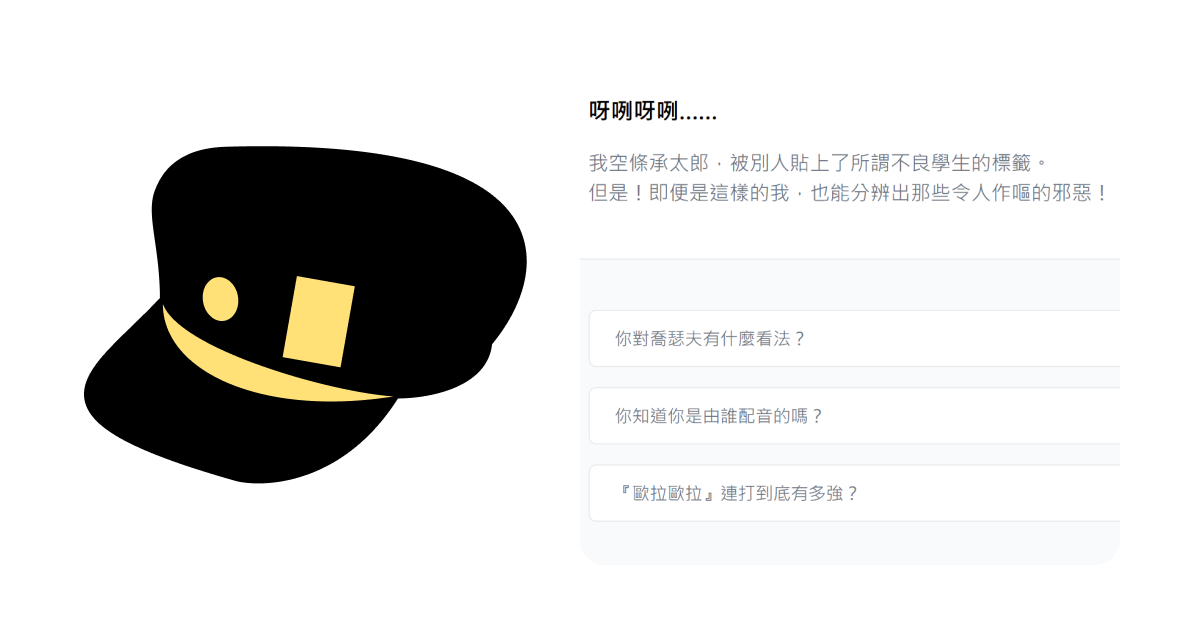 呀咧呀咧......
我空條承太郎，被別人貼上了所謂不良學生的標籤。
但是！即便是這樣的我，也能分辨出那些令人作嘔的邪惡！
你對喬瑟夫有什麼看法？
你知道你是由誰配音的嗎？
『歐拉歐拉』連打到底有多強？